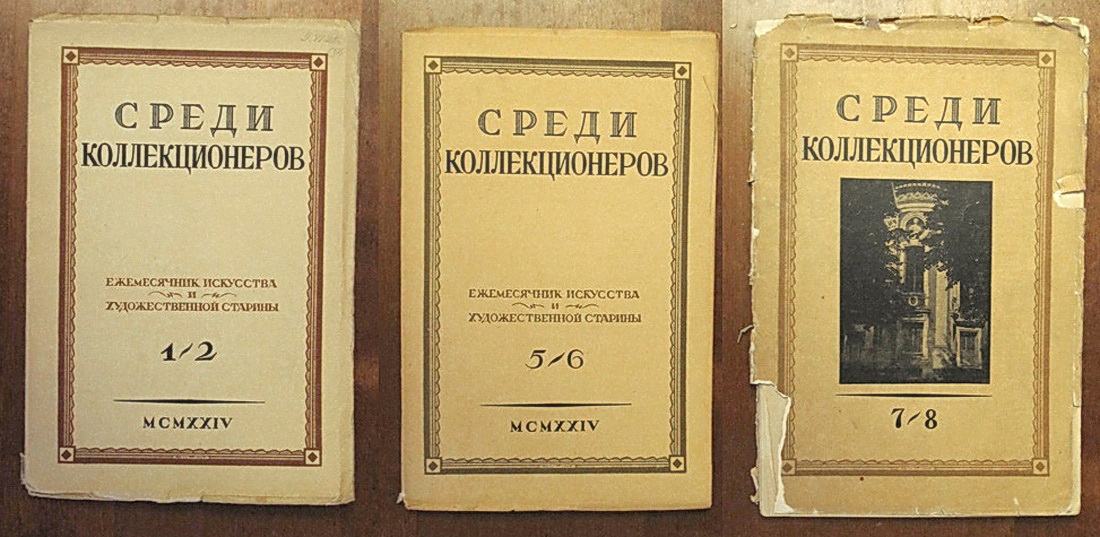 СРЕДИ
КОЛЛЕКЦИОНЕРОВ
ЕЖЕМЕСЯЧНИК ИСКУССТВА
И
ХУДОЖЕСТВЕННОЙ СТАРИНЫ
1/2
MCMXXIV
СРЕДИ
КОЛЛЕКЦИОНЕРОВ
ЕЖЕМЕСЯЧНИК ИСКУССТВА
И
ХУДОЖЕСТВЕННОЙ СТАРИНЫ
5/6
MCMXXIV
СРЕДИ
КОЛЛЕКЦИОНЕРОВ
7/8